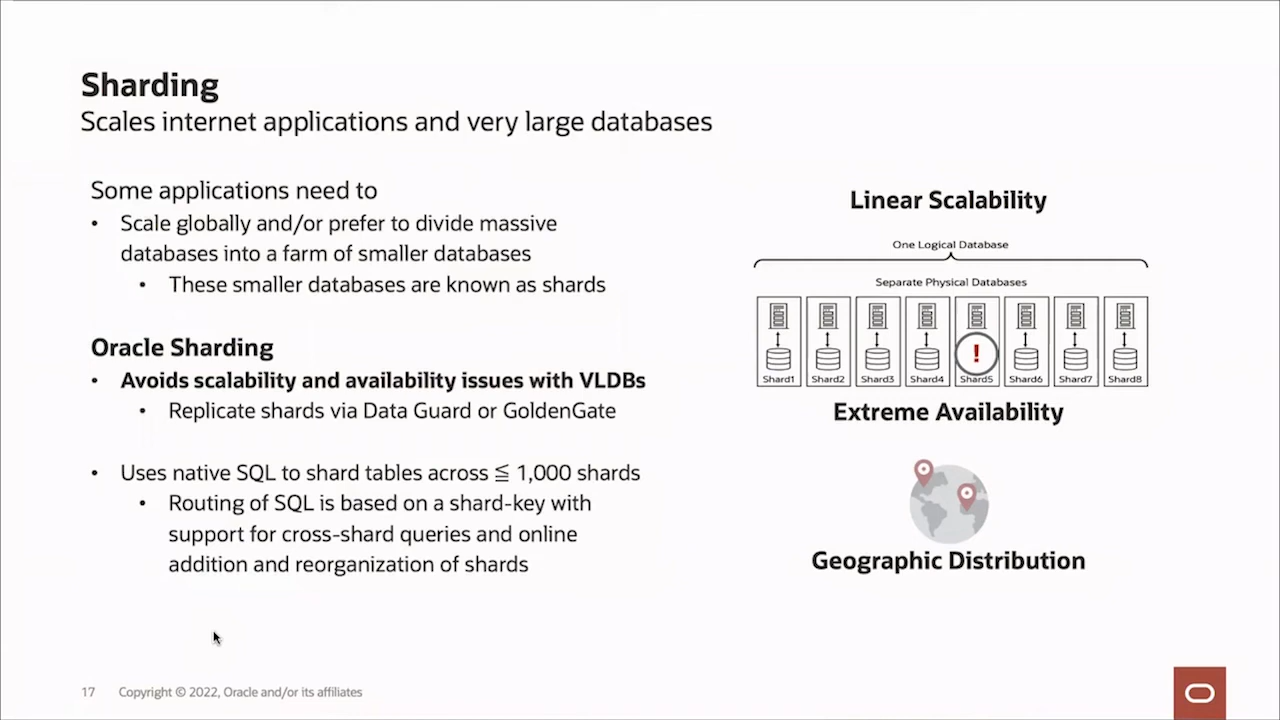 Sharding
Scales internet applications and very large databases
Some applications need to
• Scale globally and/or prefer to divide massive
databases into a farm of smaller databases
• These smaller databases are known as shards
Oracle Sharding
• Avoids scalability and availability issues with VLDBs
• Replicate shards via Data Guard or GoldenGate
• Uses native SQL to shard tables across ≦ 1,000 shards
• Routing of SQL is based on a shard-key with
support for cross-shard queries and online
addition and reorganization of shards
Linear Scalability
One Logical Database
Separate Physical Databases
Shard1 Shard2 Shard3 Shard4 Shard5 Shard6 Shard7 Shard8
!
Extreme Availability
Geographic Distribution
17 Copyright © 2022, Oracle and/or its affiliates